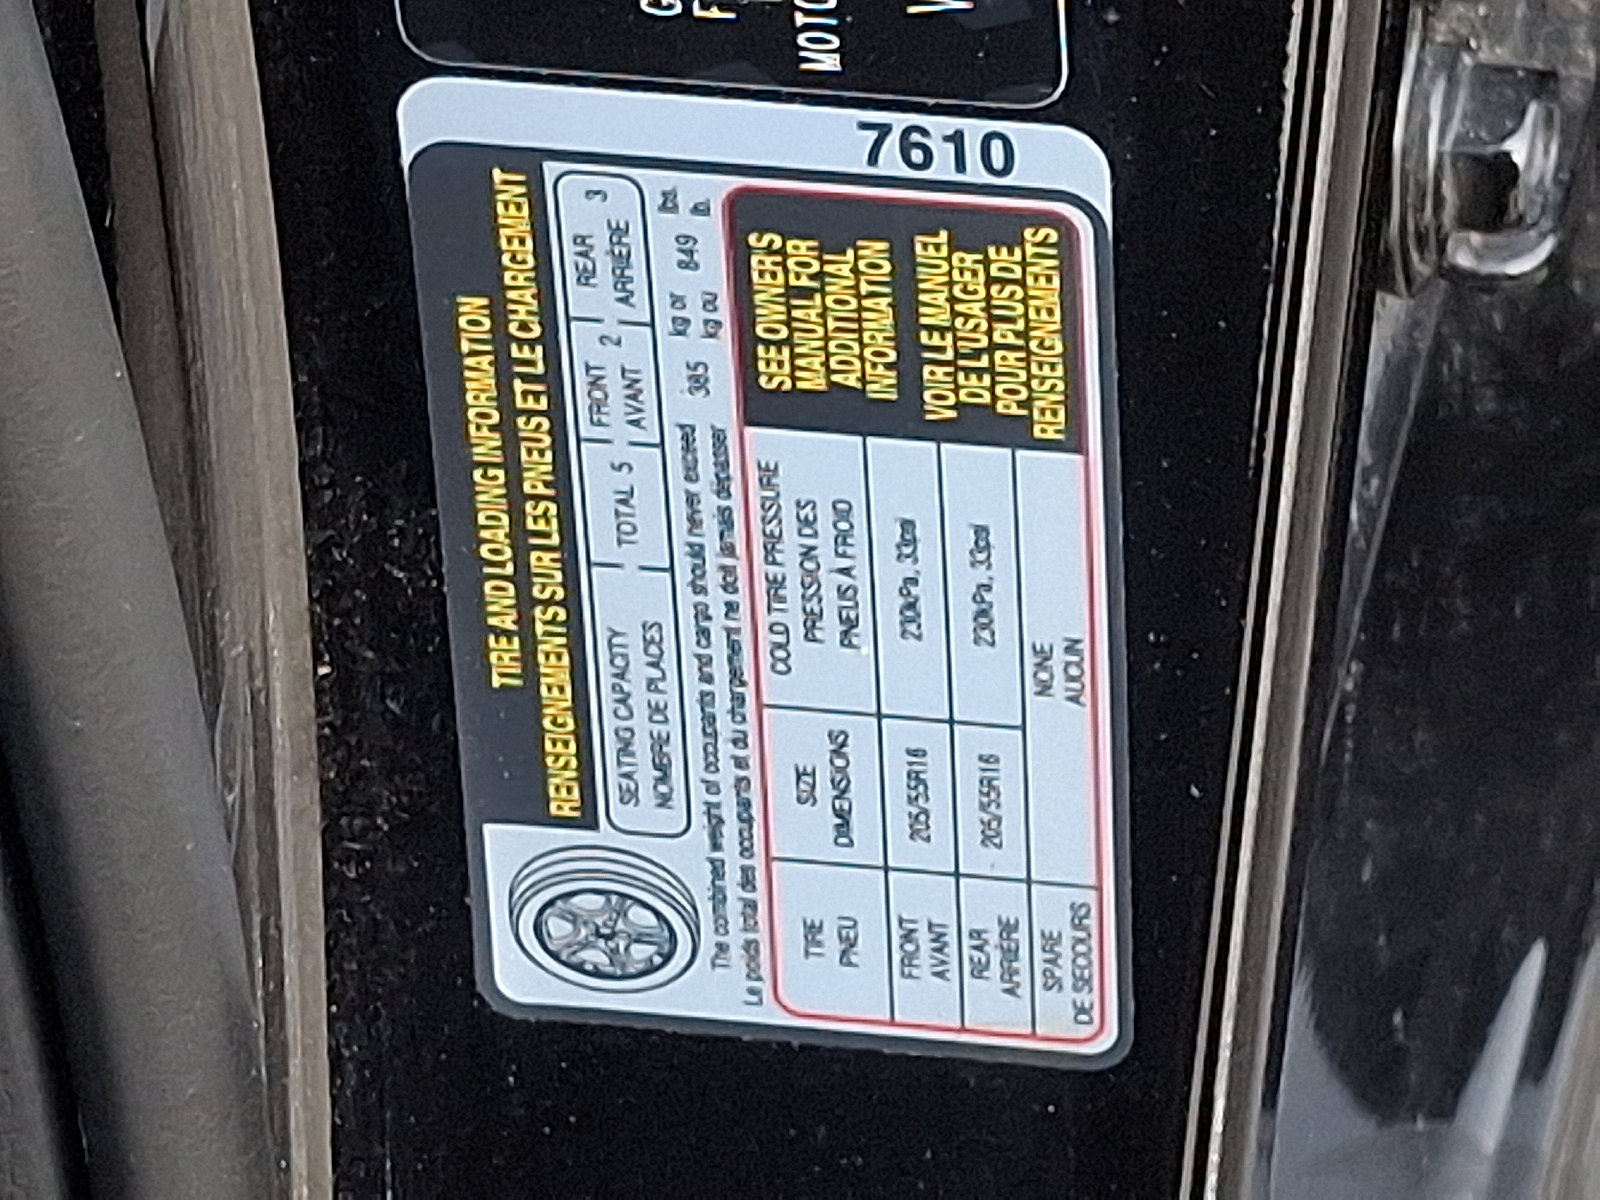 MOTO
7610
TIRE AND LOADING INFORMATION
RENSEIGNEMENTS SUR LES PNEUS ET LE CHARGEMENT
SEATING CAPACITY TOTAL 5 FRONT 2 REAR 3
NOMBRE DE PLACES AVANT ARRIÈRE
The combined weight of occupants and cargo should never exceed 385 kg or 849 lbs.
Le poids total des occupants et du chargement ne doit jamais dépasser kg ou lb.
TIRE SIZE COLD TIRE PRESSURE
PNEU DIMENSIONS PRESSION DES
PNEUS À FROID
FRONT
AVANT 205/55R16 230kPa, 33psi
REAR
ARRIÈRE 205/55R16 230kPa, 33psi
SPARE NONE
DE SECOURS AUCUN
SEE OWNER'S
MANUAL FOR
ADDITIONAL
INFORMATION
VOIR LE MANUEL
DE L'USAGER
POUR PLUS DE
RENSEIGNEMENTS